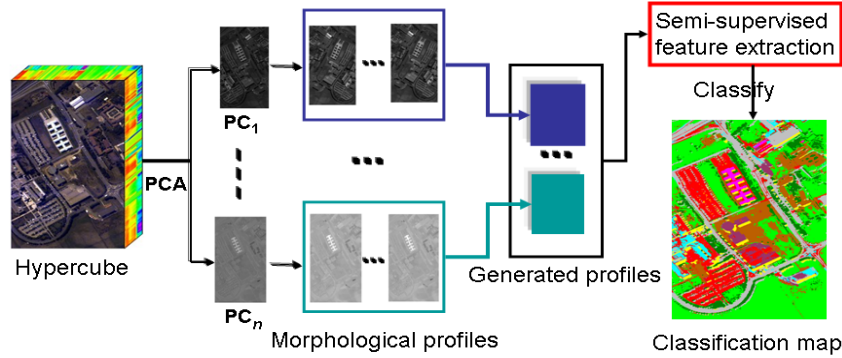 Semi-supervised
feature extraction
Classify
PC1
PCA
Hypercube
PCn
Morphological profiles
Generated profiles
Classification map